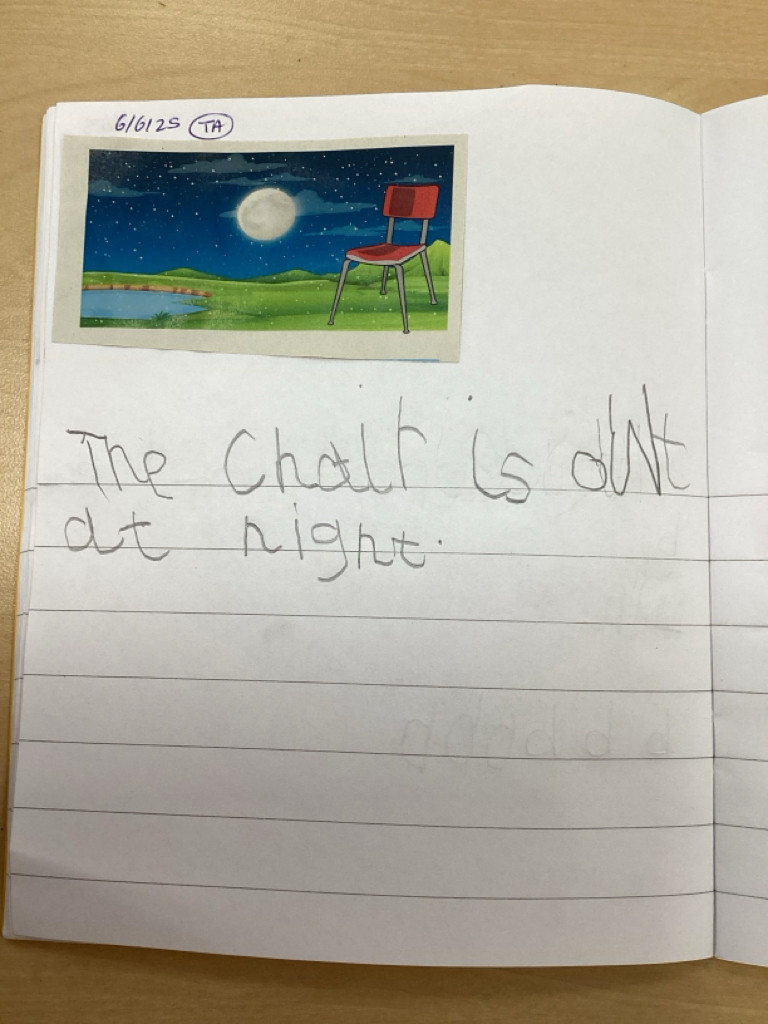 6/6/25 TA
The Chair is out
at night.